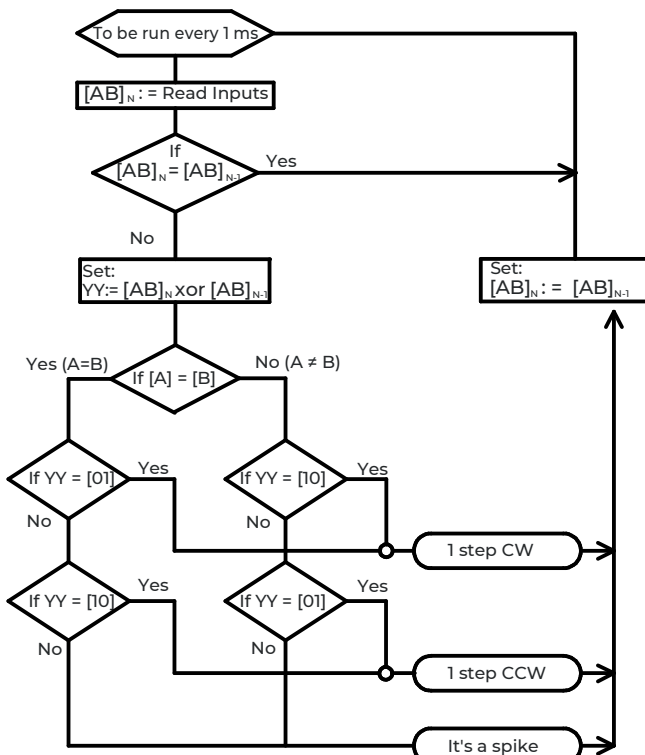 To be run every 1 ms
[AB]N : = Read Inputs
If
[AB]N = [AB]N-1
Yes
No
Set:
YY:= [AB]N xor [AB]N-1
Set:
[AB]N : = [AB]N-1
Yes (A=B)
If [A] = [B]
No (A ≠ B)
If YY = [01]
Yes
No
If YY = [10]
Yes
No
1 step CW
If YY = [10]
Yes
No
If YY = [01]
Yes
No
1 step CCW
It's a spike